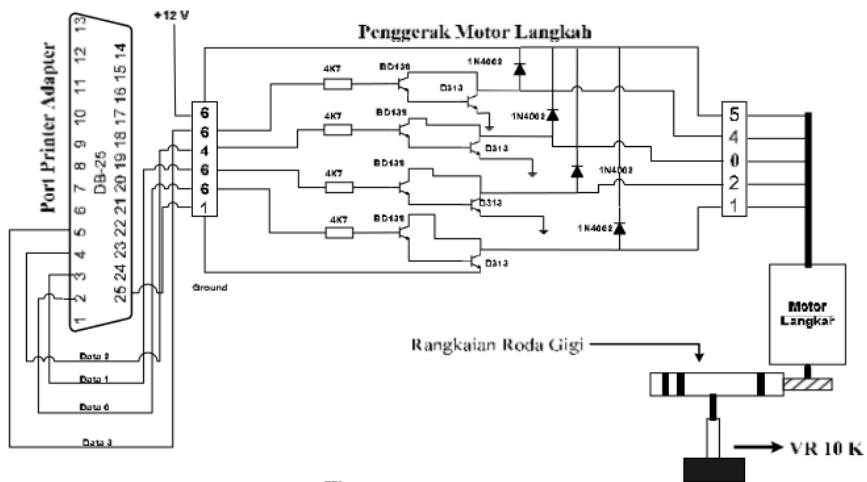 Penggerak Motor Langkah
+12 V
Port Printer Adapter
DB-25
13
12
11
10
9
8
7
6
5
4
3
2
1
14
15
16
17
18
19
20
21
22
23
24
25
6
6
4
6
6
1
Ground
4K7
BD139
D313
1N4002
4K7
BD139
D313
1N4002
4K7
BD139
D313
1N4002
4K7
BD139
D313
1N4002
5
4
0
2
1
Motor
Langkah
Data 2
Data 1
Data 0
Data 3
Rangkaian Roda Gigi
VR 10 K